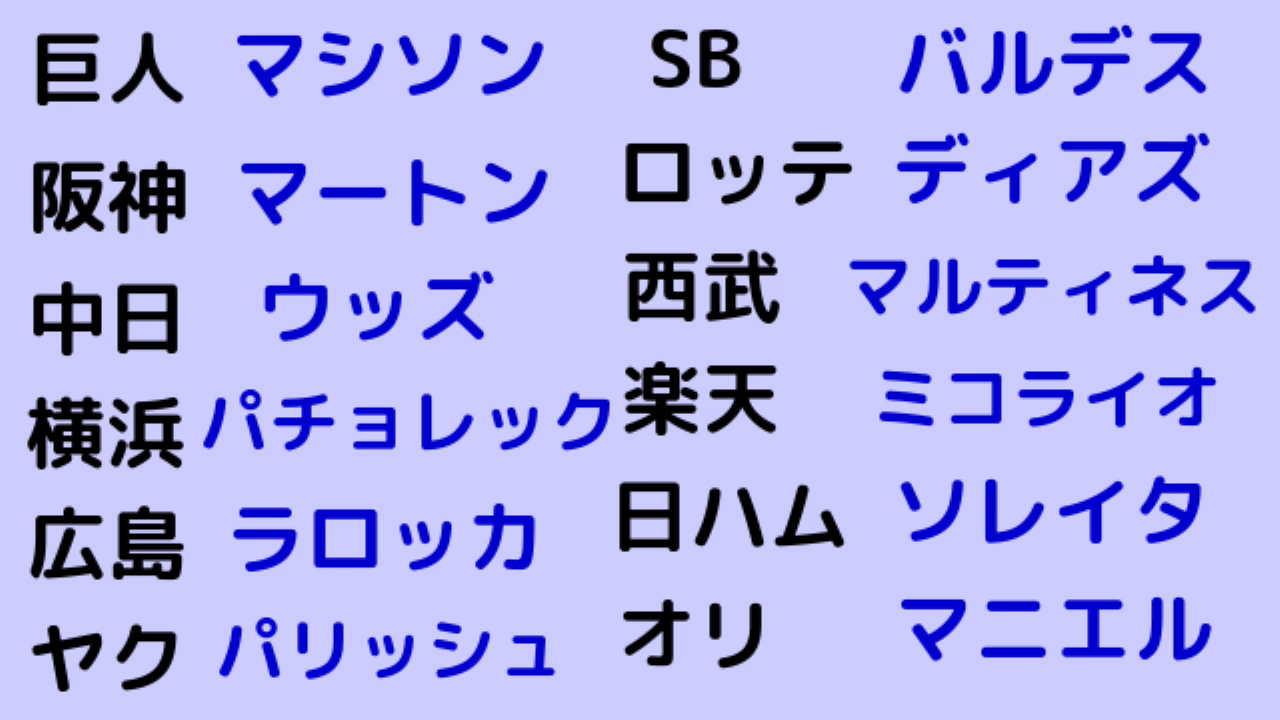 巨人 マシソン
阪神 マートン
中日 ウッズ
横浜 パチョレック
広島 ラロッカ
ヤク パリッシュ
SB バルデス
ロッテ ディアズ
西武 マルティネス
楽天 ミコライオ
日ハム ソレイタ
オリ マニエル